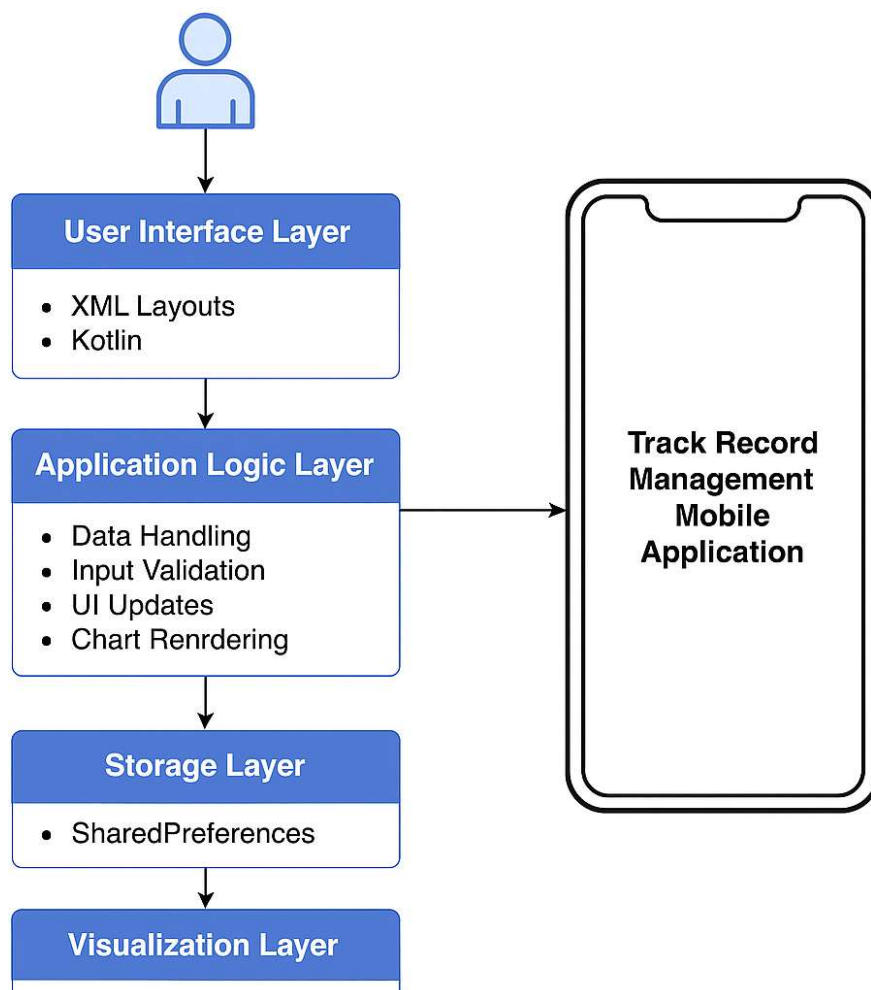 User Interface Layer
• XML Layouts
• Kotlin
Application Logic Layer
• Data Handling
• Input Validation
• UI Updates
• Chart Renrdering
Track Record
Management
Mobile
Application
Storage Layer
• SharedPreferences
Visualization Layer